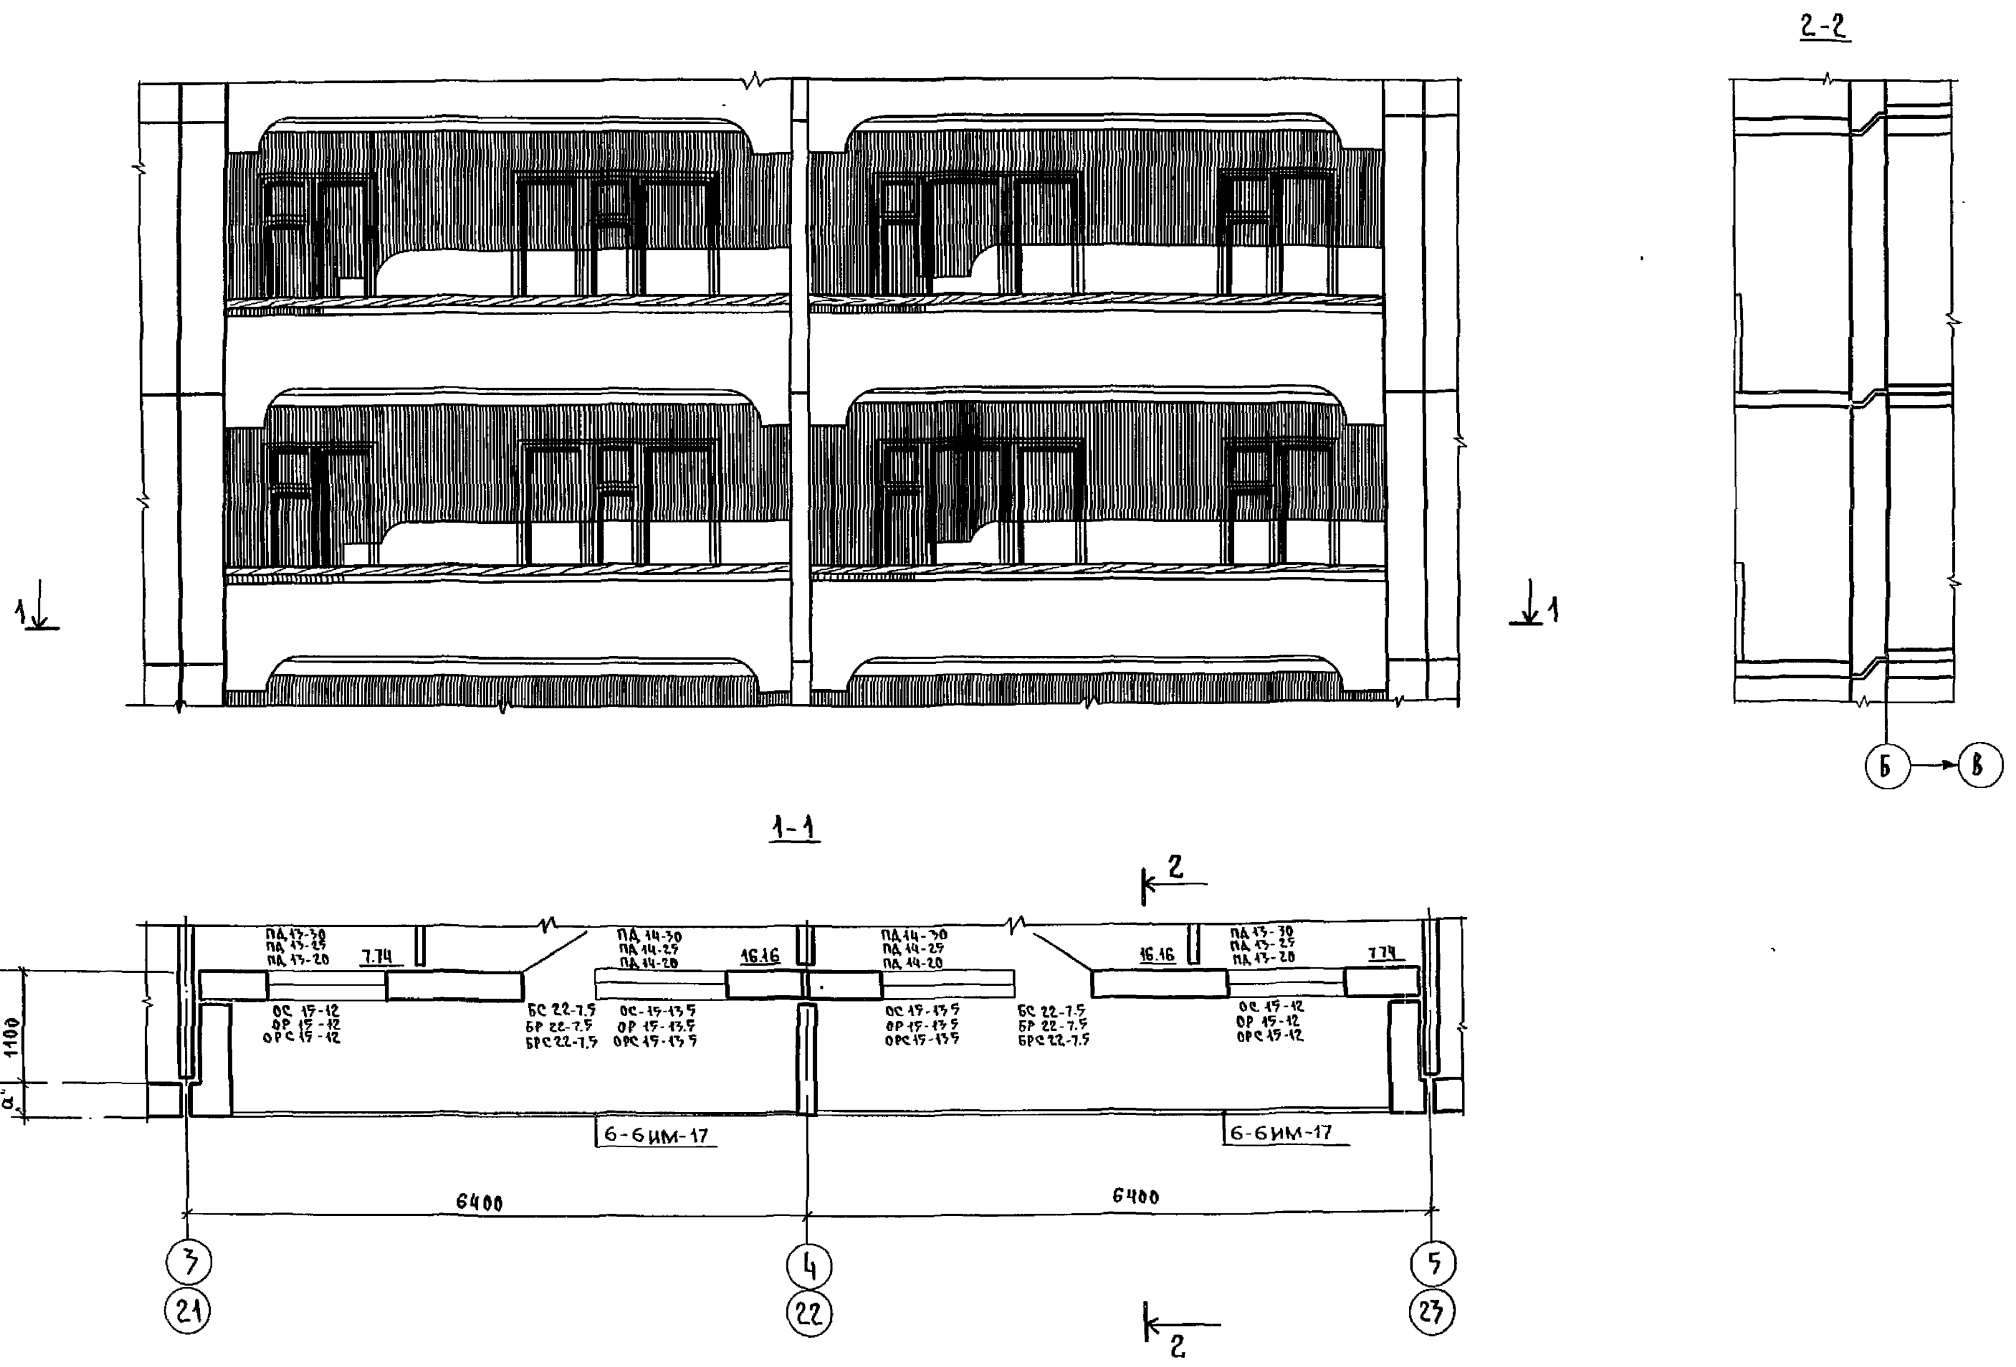 2-2
1
1
Б
В
1-1
2
ПД 13-30
ПД 13-25
ПД 13-20
7.74
ПД 14-30
ПД 14-25
ПД 14-20
16.16
ПД 14-30
ПД 14-25
ПД 14-20
16.16
ПД 13-30
ПД 13-25
ПД 13-20
7.74
ОС 15-12
ОР 15-12
ОРС 15-12
БС 22-7.5
БР 22-7.5
БРС 22-7.5
ОС-15-13.5
ОР 15-13.5
ОРС 15-13.5
ОС 15-13.5
ОР 15-13.5
ОРС 15-13.5
БС 22-7.5
БР 22-7.5
БРС 22-7.5
ОС 15-12
ОР 15-12
ОРС 15-12
1100
"а"
6-6ИМ-17
6-6ИМ-17
6400
6400
3
4
5
21
22
23
2